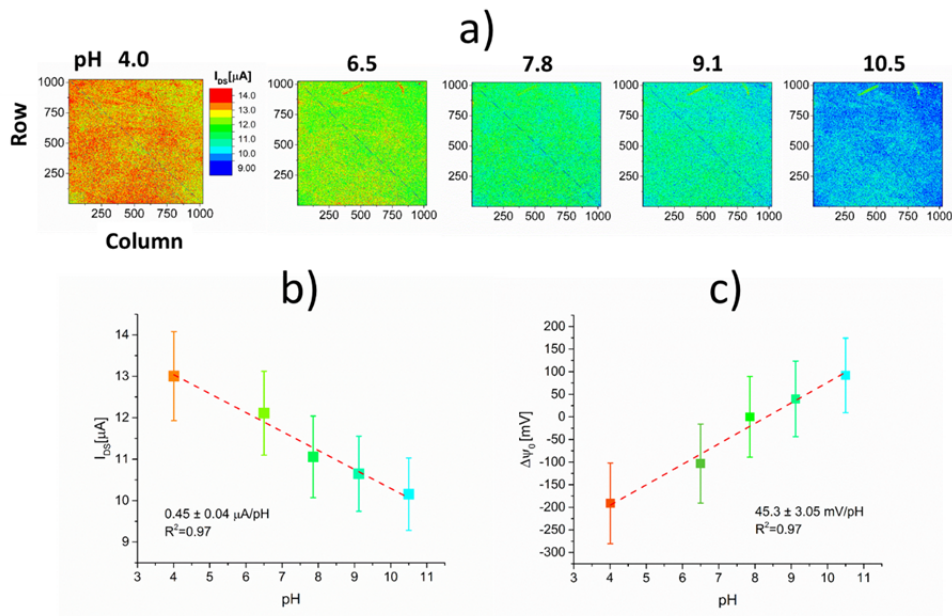 a)
pH 4.0
6.5
7.8
9.1
10.5
I_DS[μA]
14.0
13.0
12.0
11.0
10.0
9.00
Row
1000
750
500
250
250 500 750 1000
1000
750
500
250
250 500 750 1000
1000
750
500
250
250 500 750 1000
1000
750
500
250
250 500 750 1000
1000
750
500
250
250 500 750 1000
Column
b)
I_DS[μA]
14
13
12
11
10
9
0.45 ± 0.04 μA/pH
R²=0.97
3 4 5 6 7 8 9 10 11
pH
c)
Δψ₀ [mV]
200
150
100
50
0
-50
-100
-150
-200
-250
-300
45.3 ± 3.05 mV/pH
R²=0.97
3 4 5 6 7 8 9 10 11
pH